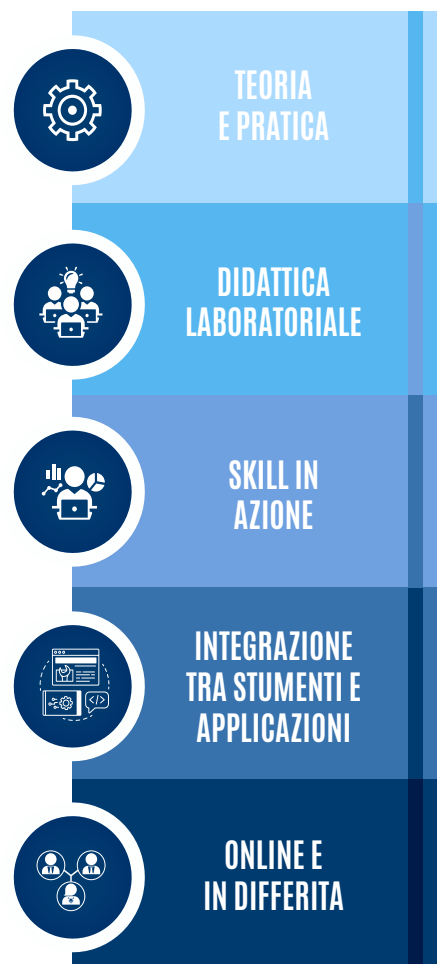 TEORIA
E PRATICA
DIDATTICA
LABORATORIALE
SKILL IN
AZIONE
INTEGRAZIONE
TRA STUMENTI E
APPLICAZIONI
ONLINE E
IN DIFFERITA